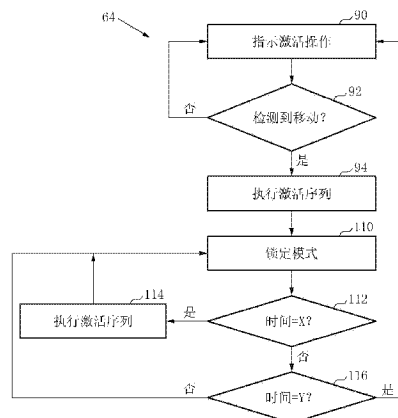 64
90
指示激活操作
92
检测到移动?
否
是
94
执行激活序列
110
锁定模式
114
执行激活序列
是
112
时间=X?
否
116
否
时间=Y?
是